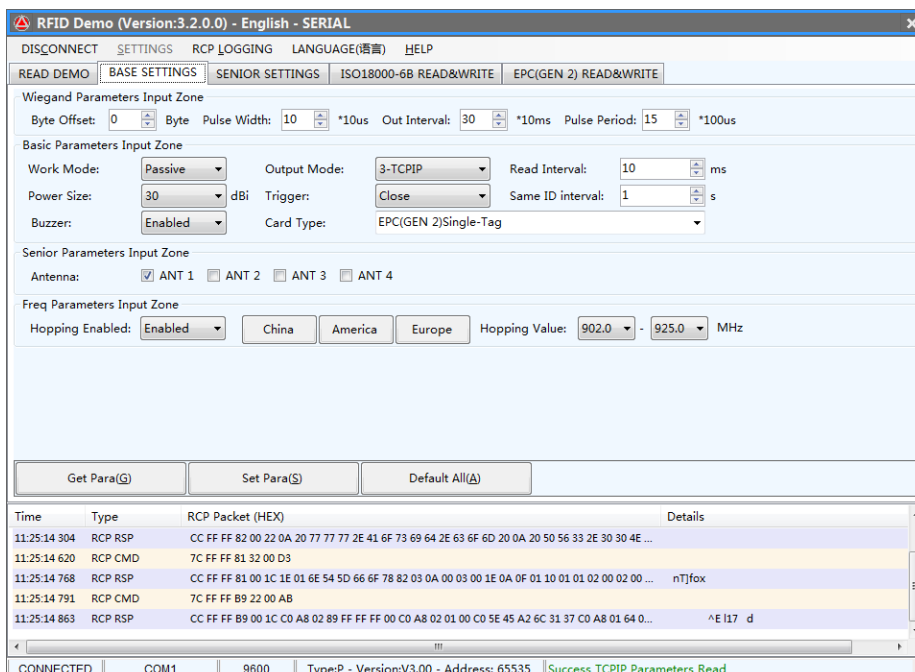 RFID Demo (Version:3.2.0.0) - English - SERIAL
DISCONNECT SETTINGS RCP LOGGING LANGUAGE(语言) HELP
READ DEMO BASE SETTINGS SENIOR SETTINGS ISO18000-6B READ&WRITE EPC(GEN 2) READ&WRITE
Wiegand Parameters Input Zone
Byte Offset: 0 Byte Pulse Width: 10 *10us Out Interval: 30 *10ms Pulse Period: 15 *100us
Basic Parameters Input Zone
Work Mode: Passive Output Mode: 3-TCPIP Read Interval: 10 ms
Power Size: 30 dBi Trigger: Close Same ID interval: 1 s
Buzzer: Enabled Card Type: EPC(GEN 2)Single-Tag
Senior Parameters Input Zone
Antenna: ANT 1 ANT 2 ANT 3 ANT 4
Freq Parameters Input Zone
Hopping Enabled: Enabled China America Europe Hopping Value: 902.0 - 925.0 MHz
Get Para(G) Set Para(S) Default All(A)
Time Type RCP Packet (HEX) Details
11:25:14 304 RCP RSP CC FF FF 82 00 22 0A 20 77 77 77 2E 41 6F 73 69 64 2E 63 6F 6D 20 0A 20 50 56 33 2E 30 30 4E ...
11:25:14 620 RCP CMD 7C FF FF 81 32 00 D3
11:25:14 768 RCP RSP CC FF FF 81 00 1C 1E 01 6E 54 5D 66 6F 78 82 03 0A 00 03 00 1E 0A 0F 01 10 01 01 02 00 02 00 ... nT]fox
11:25:14 791 RCP CMD 7C FF FF B9 22 00 AB
11:25:14 863 RCP RSP CC FF FF B9 00 1C C0 A8 02 89 FF FF FF 00 C0 A8 02 01 00 C0 5E 45 A2 6C 31 37 C0 A8 01 64 0... ^E l17 d
CONNECTED COM1 9600 Type:P - Version:V3.00 - Address: 65535 Success TCPIP Parameters Read